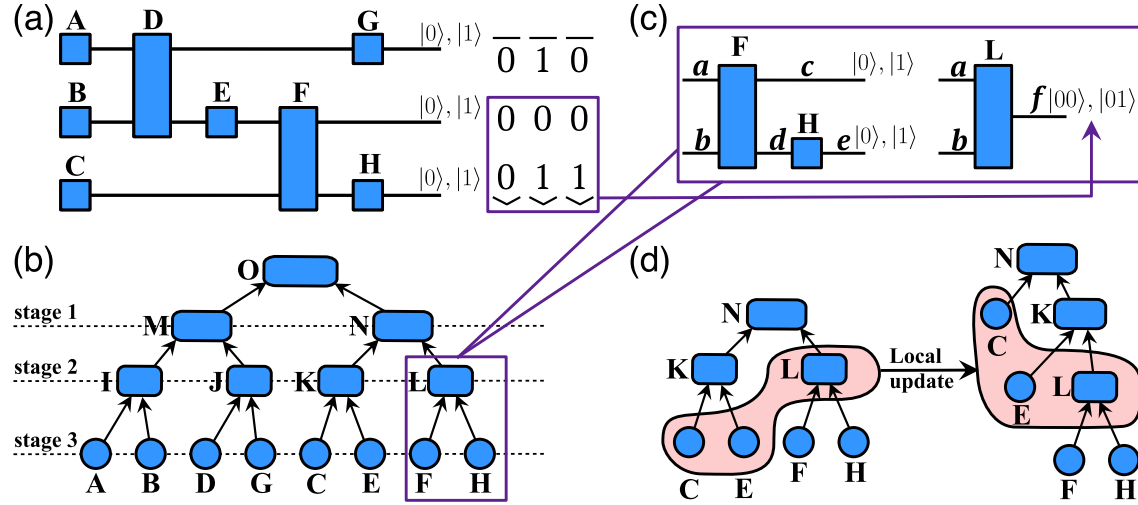 (a)
A D G |0⟩, |1⟩ 0 1 0
B E F |0⟩, |1⟩ 0 0 0
C H |0⟩, |1⟩ 0 1 1
(c)
F L
a c |0⟩, |1⟩ a
f |00⟩, |01⟩
H
b d e |0⟩, |1⟩ b
(b)
O
stage 1
M N
stage 2
I J K L
stage 3
A B D G C E F H
(d)
N
K L
C E F H
Local
update
N
C K
E L
F H